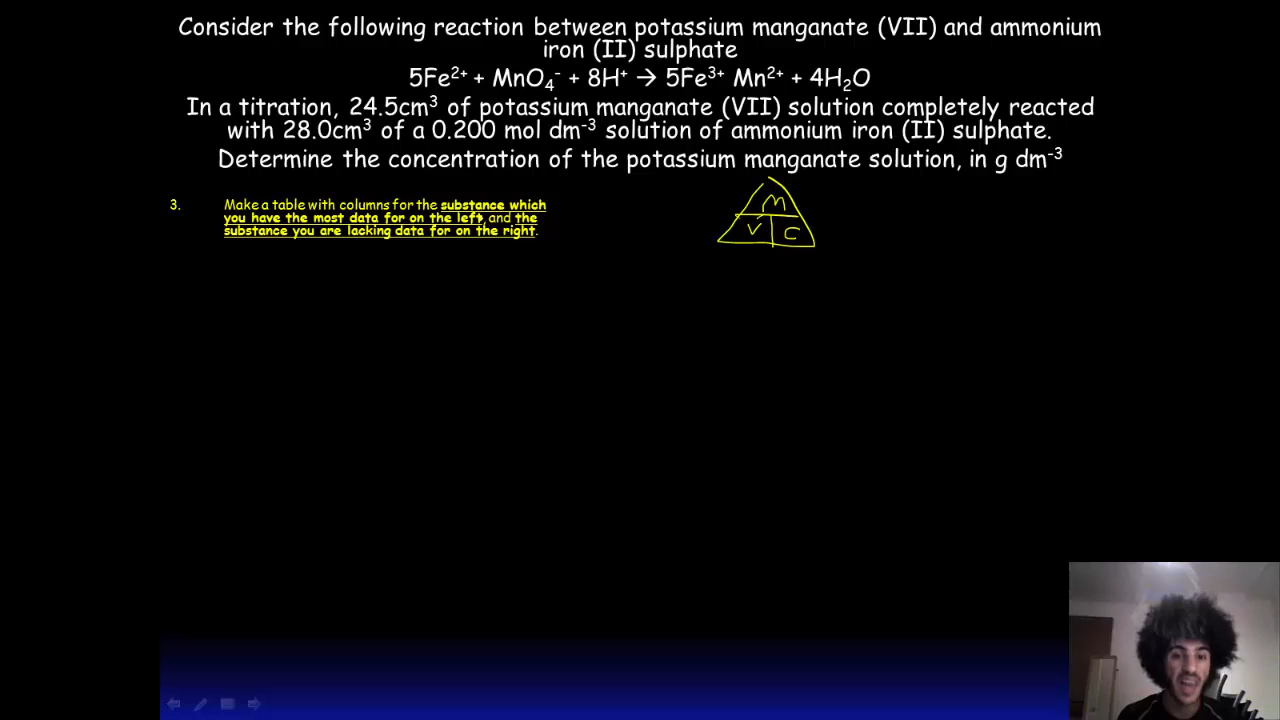 Consider the following reaction between potassium manganate (VII) and ammonium
iron (II) sulphate
5Fe²⁺ + MnO₄⁻ + 8H⁺ → 5Fe³⁺ Mn²⁺ + 4H₂O
In a titration, 24.5cm³ of potassium manganate (VII) solution completely reacted
with 28.0cm³ of a 0.200 mol dm⁻³ solution of ammonium iron (II) sulphate.
Determine the concentration of the potassium manganate solution, in g dm⁻³
3. Make a table with columns for the substance which
you have the most data for on the left, and the
substance you are lacking data for on the right.
M
V C